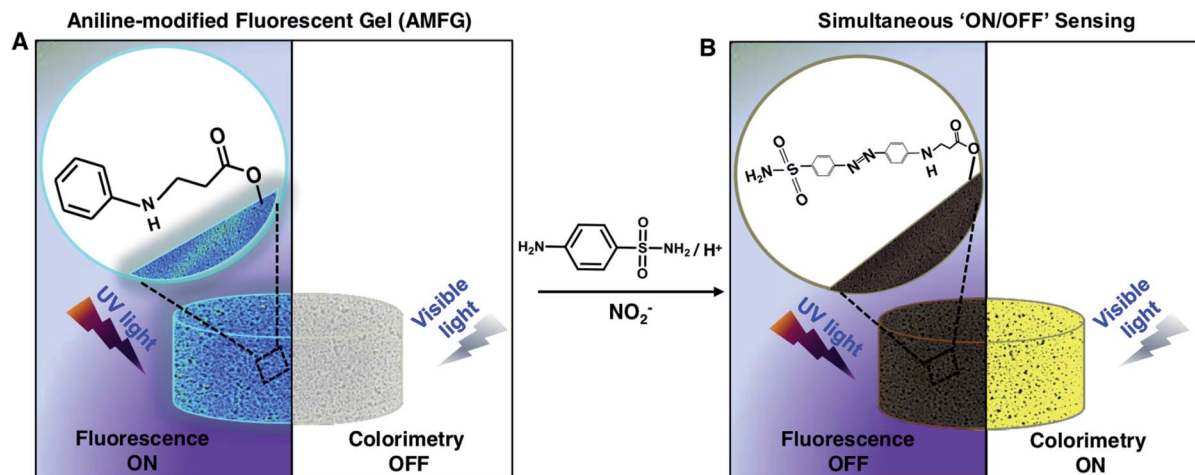 Aniline-modified Fluorescent Gel (AMFG)
Simultaneous ‘ON/OFF’ Sensing
A
O
O
N
H
UV light
Visible
light
Fluorescence
ON
Colorimetry
OFF
H₂N
O
S
NH₂ / H⁺
O
NO₂⁻
B
O
O
H₂N
S
O
N
N
N
H
O
UV light
Visible
light
Fluorescence
OFF
Colorimetry
ON